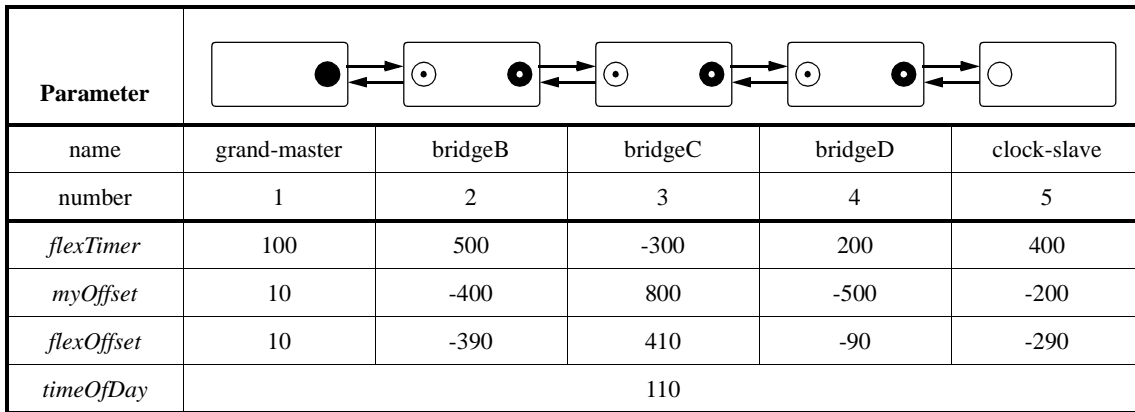 Parameter
name grand-master bridgeB bridgeC bridgeD clock-slave
number 1 2 3 4 5
flexTimer 100 500 -300 200 400
myOffset 10 -400 800 -500 -200
flexOffset 10 -390 410 -90 -290
timeOfDay 110